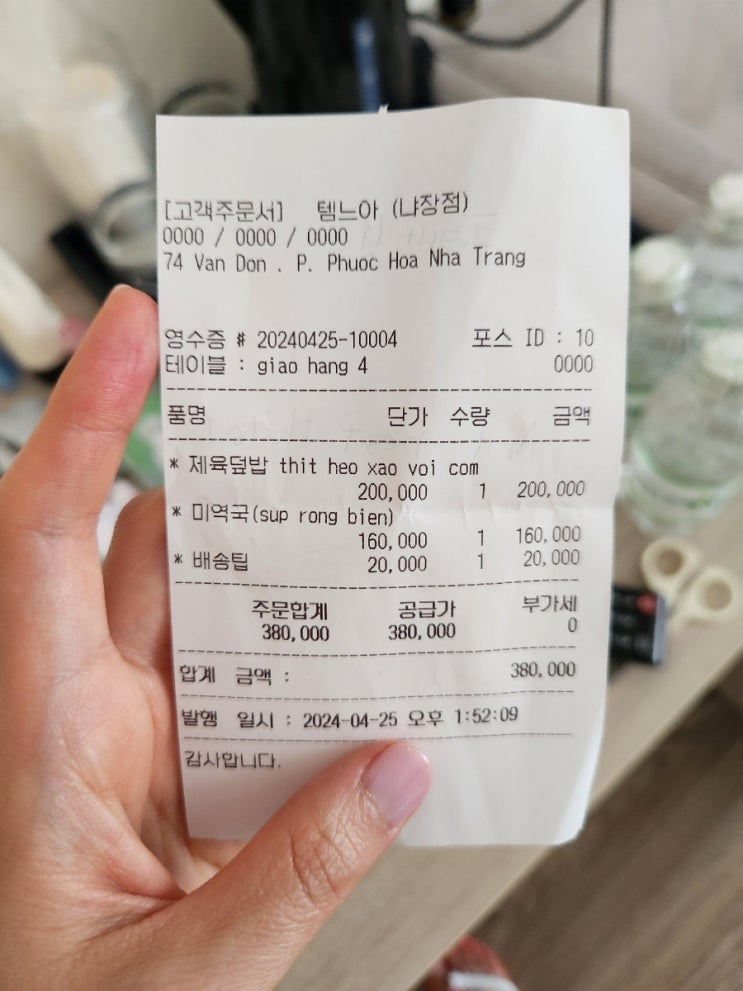 [고객주문서] 템느아 (냐장점)
0000 / 0000 / 0000
74 Van Don . P. Phuoc Hoa Nha Trang
영수증 # 20240425-10004 포스 ID : 10
테이블 : giao hang 4 0000
품명 단가 수량 금액
* 제육덮밥 thit heo xao voi com
200,000 1 200,000
* 미역국(sup rong bien)
160,000 1 160,000
* 배송팁 20,000 1 20,000
주문합계 공급가 부가세
380,000 380,000 0
합계 금액 : 380,000
발행 일시 : 2024-04-25 오후 1:52:09
감사합니다.